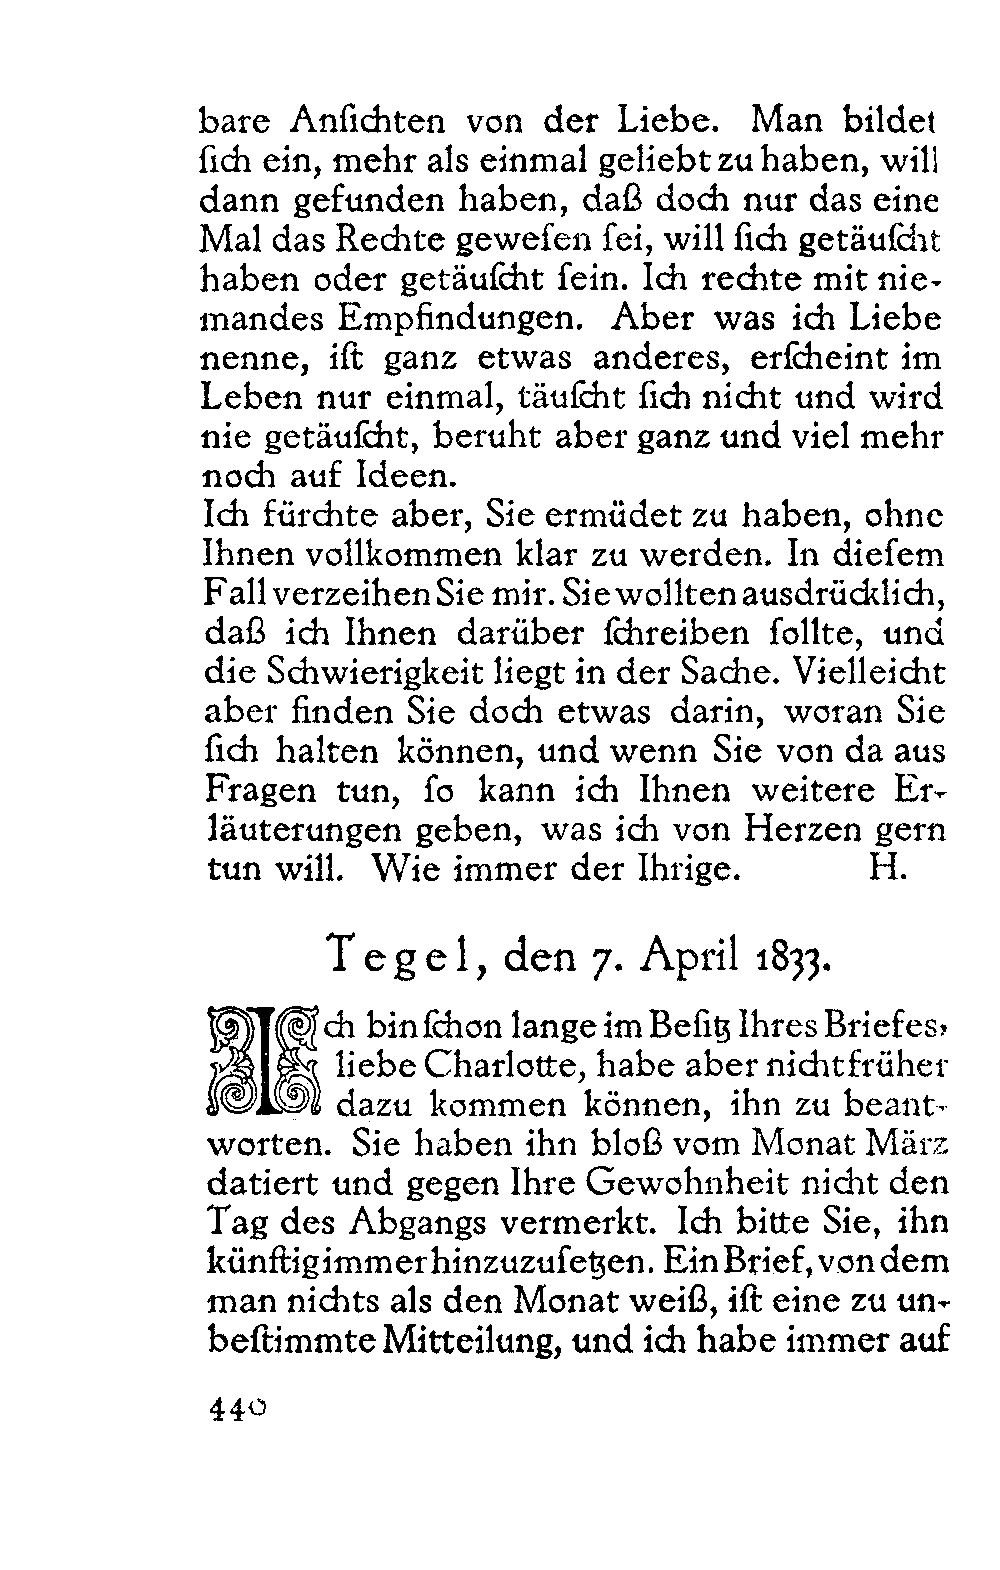 bare Anſichten von der Liebe. Man bildet
ſich ein, mehr als einmal geliebt zu haben, will
dann gefunden haben, daß doch nur das eine
Mal das Rechte geweſen ſei, will ſich getäuſcht
haben oder getäuſcht ſein. Ich rechte mit nie-
mandes Empfindungen. Aber was ich Liebe
nenne, iſt ganz etwas anderes, erſcheint im
Leben nur einmal, täuſcht ſich nicht und wird
nie getäuſcht, beruht aber ganz und viel mehr
noch auf Ideen.
Ich fürchte aber, Sie ermüdet zu haben, ohne
Ihnen vollkommen klar zu werden. In dieſem
Fall verzeihen Sie mir. Sie wollten ausdrücklich,
daß ich Ihnen darüber ſchreiben ſollte, und
die Schwierigkeit liegt in der Sache. Vielleicht
aber finden Sie doch etwas darin, woran Sie
ſich halten können, und wenn Sie von da aus
Fragen tun, ſo kann ich Ihnen weitere Er-
läuterungen geben, was ich von Herzen gern
tun will. Wie immer der Ihrige. H.
Tegel, den 7. April 1833.
Ich bin ſchon lange im Beſitz Ihres Briefes,
liebe Charlotte, habe aber nicht früher
dazu kommen können, ihn zu beant-
worten. Sie haben ihn bloß vom Monat März
datiert und gegen Ihre Gewohnheit nicht den
Tag des Abgangs vermerkt. Ich bitte Sie, ihn
künftig immer hinzuzuſetzen. Ein Brief, von dem
man nichts als den Monat weiß, iſt eine zu un-
beſtimmte Mitteilung, und ich habe immer auf
440